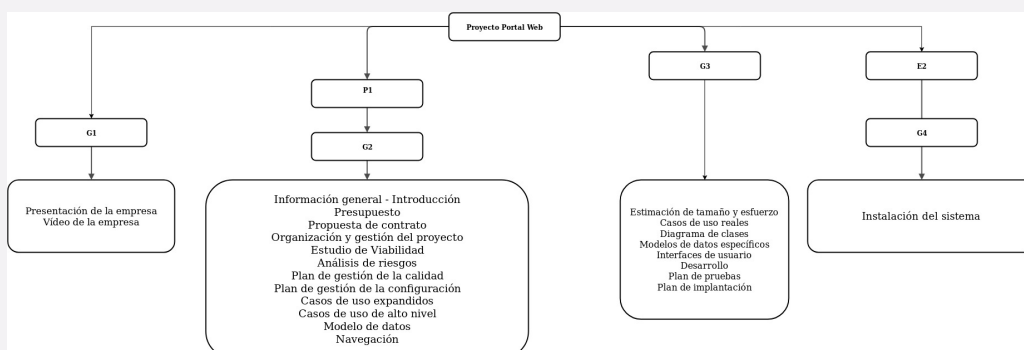 Proyecto Portal Web
G3
E2
P1
G1
G2
G4
Presentación de la empresa
Vídeo de la empresa
Información general - Introducción
Presupuesto
Propuesta de contrato
Organización y gestión del proyecto
Estudio de Viabilidad
Análisis de riesgos
Plan de gestión de la calidad
Plan de gestión de la configuración
Casos de uso expandidos
Casos de uso de alto nivel
Modelo de datos
Navegación
Estimación de tamaño y esfuerzo
Casos de uso reales
Diagrama de clases
Modelos de datos específicos
Interfaces de usuario
Desarrollo
Plan de pruebas
Plan de implantación
Instalación del sistema